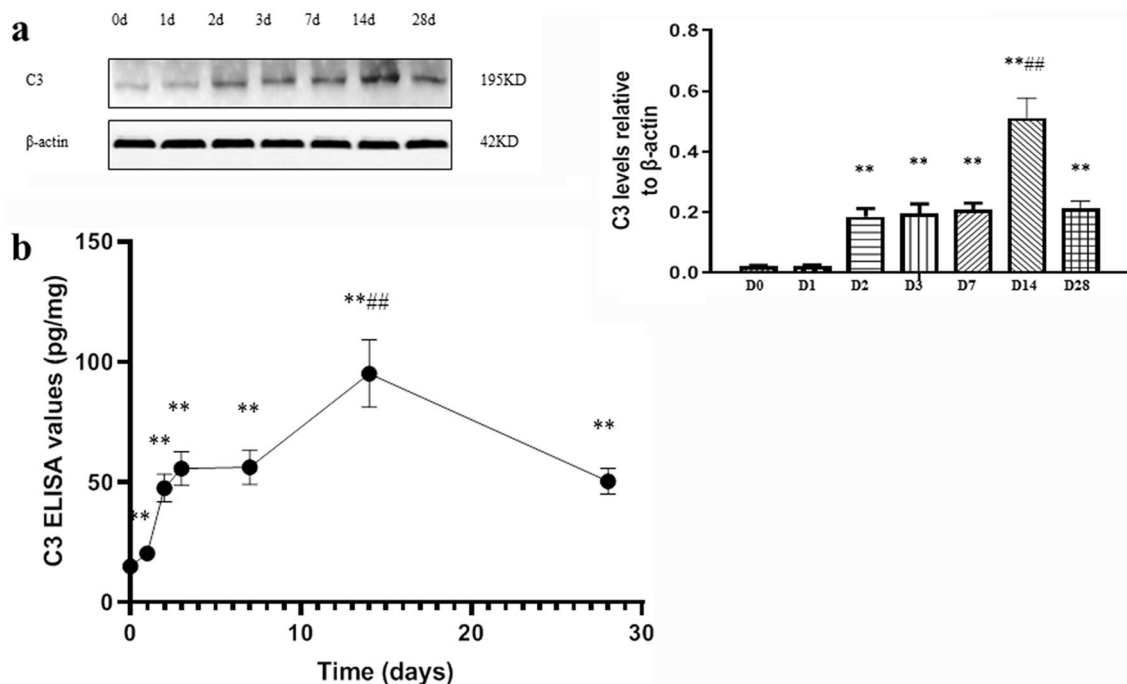 a
0d 1d 2d 3d 7d 14d 28d
C3 195KD
β-actin 42KD
C3 levels relative
to β-actin
0.8
0.6
0.4
0.2
0.0
** ** ** **## **
D0 D1 D2 D3 D7 D14 D28
b
C3 ELISA values (pg/mg)
150
100
50
0
** ** ** ** **## **
0 10 20 30
Time (days)